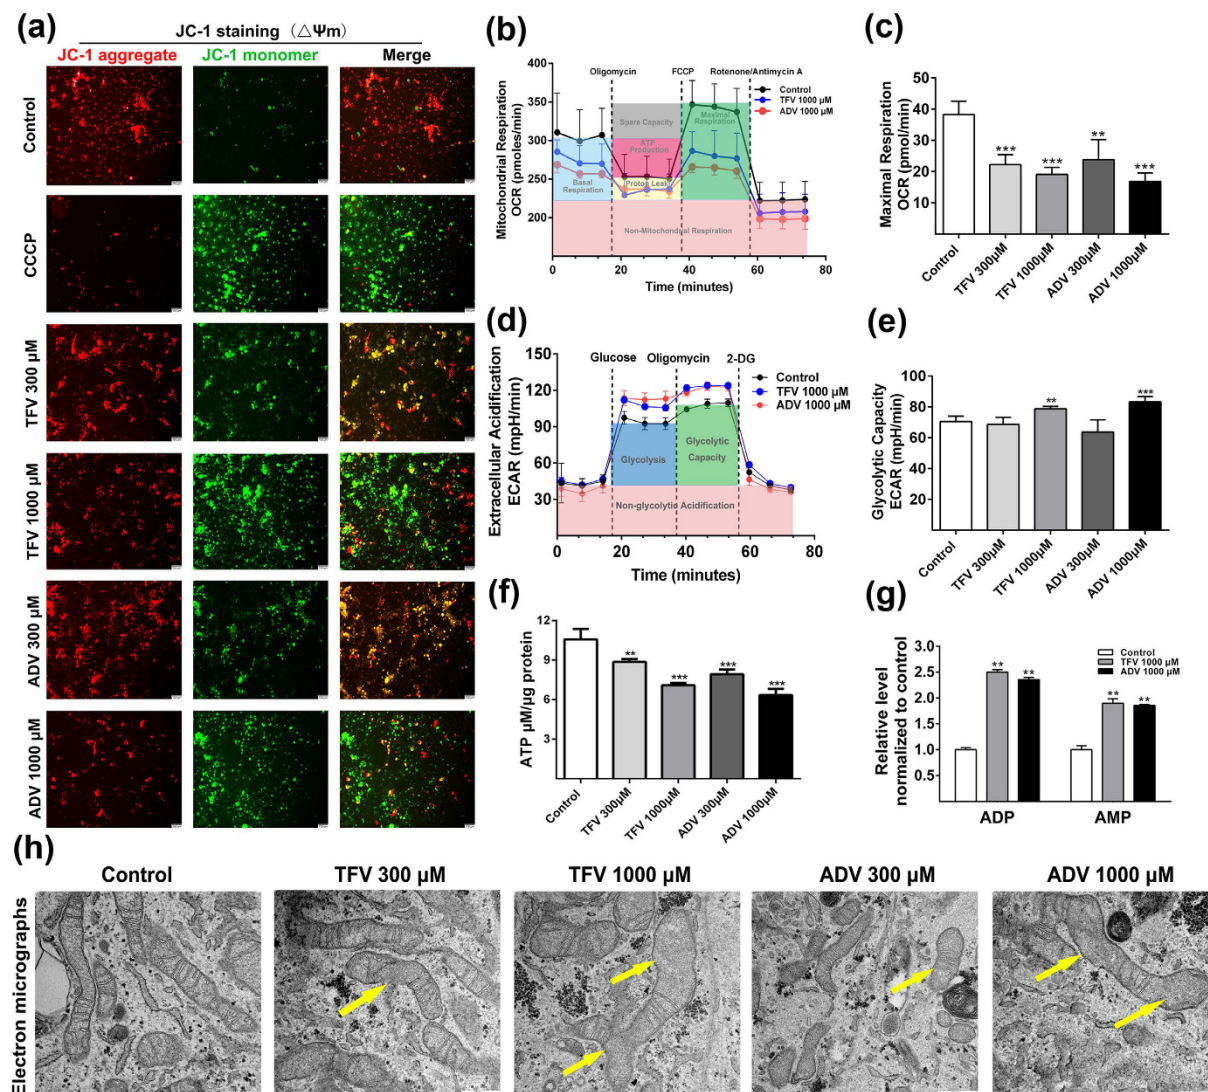 (a)
JC-1 staining (△Ψm)
JC-1 aggregate JC-1 monomer Merge
Control
CCCP
TFV 300 μM
TFV 1000 μM
ADV 300 μM
ADV 1000 μM
(b)
Mitochondrial Respiration
OCR (pmoles/min)
400
350
300
250
200
Oligomycin FCCP Rotenone/Antimycin A
Control
TFV 1000 μM
ADV 1000 μM
Spare Capacity
Maximal
Respiration
ATP
Production
Basal
Respiration
Proton Leak
Non-Mitochondrial Respiration
0 20 40 60 80
Time (minutes)
(c)
Maximal Respiration
OCR (pmol/min)
50
40
30
20
10
*** *** ** ***
Control TFV 300μM TFV 1000μM ADV 300μM ADV 1000μM
(d)
Extracellular Acidification
ECAR (mpH/min)
150
120
90
60
30
Glucose Oligomycin 2-DG
Control
TFV 1000 μM
ADV 1000 μM
Glycolysis
Glycolytic
Capacity
Non-glycolytic Acidification
0 20 40 60 80
Time (minutes)
(e)
Glycolytic Capacity
ECAR (mpH/min)
100
80
60
40
20
** ***
Control TFV 300μM TFV 1000μM ADV 300μM ADV 1000μM
(f)
ATP μM/μg protein
12
9
6
3
** *** *** ***
Control TFV 300μM TFV 1000μM ADV 300μM ADV 1000μM
(g)
Relative level
normalized to control
3.0
2.5
2.0
1.0
0.5
Control
TFV 1000 μM
ADV 1000 μM
** ** ** **
ADP AMP
(h)
Electron micrographs
Control TFV 300 μM TFV 1000 μM ADV 300 μM ADV 1000 μM